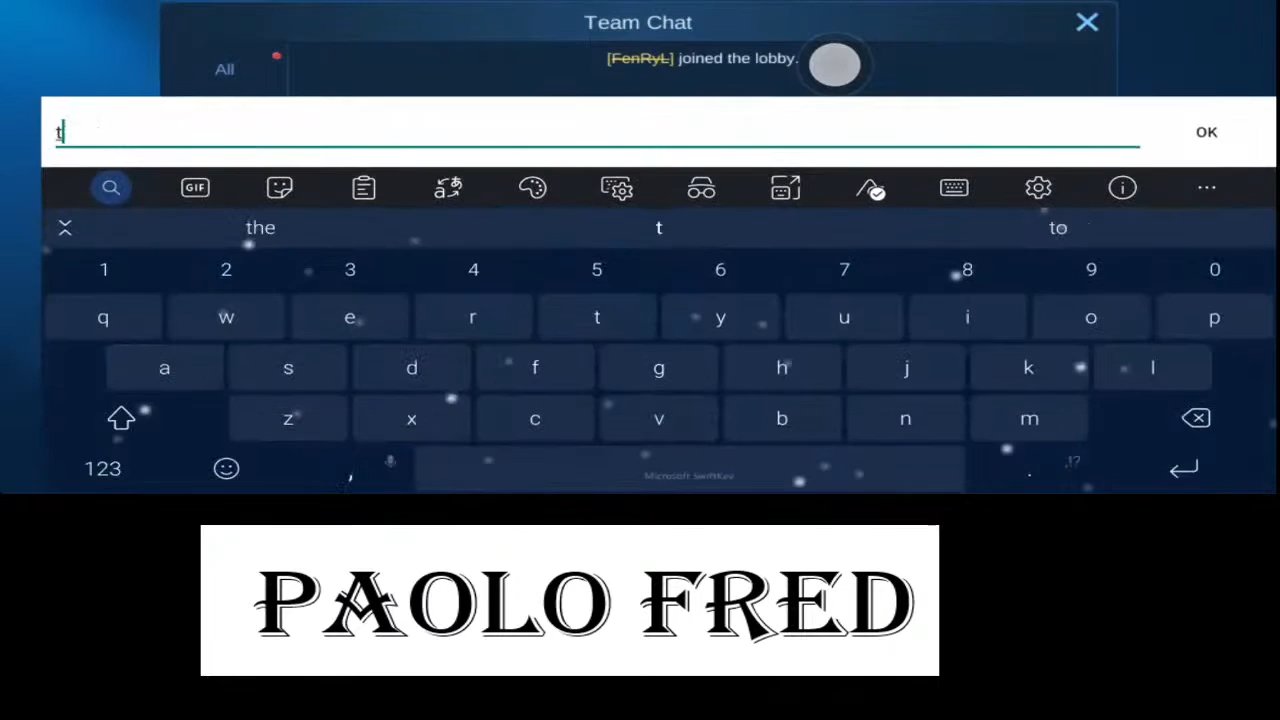 Team Chat
[FenRyL] joined the lobby.
All
t
OK
GIF
the t to
1 2 3 4 5 6 7 8 9 0
q w e r t y u i o p
a s d f g h j k l
z x c v b n m
123 , . ,!?
Microsoft SwiftKey
PAOLO FRED